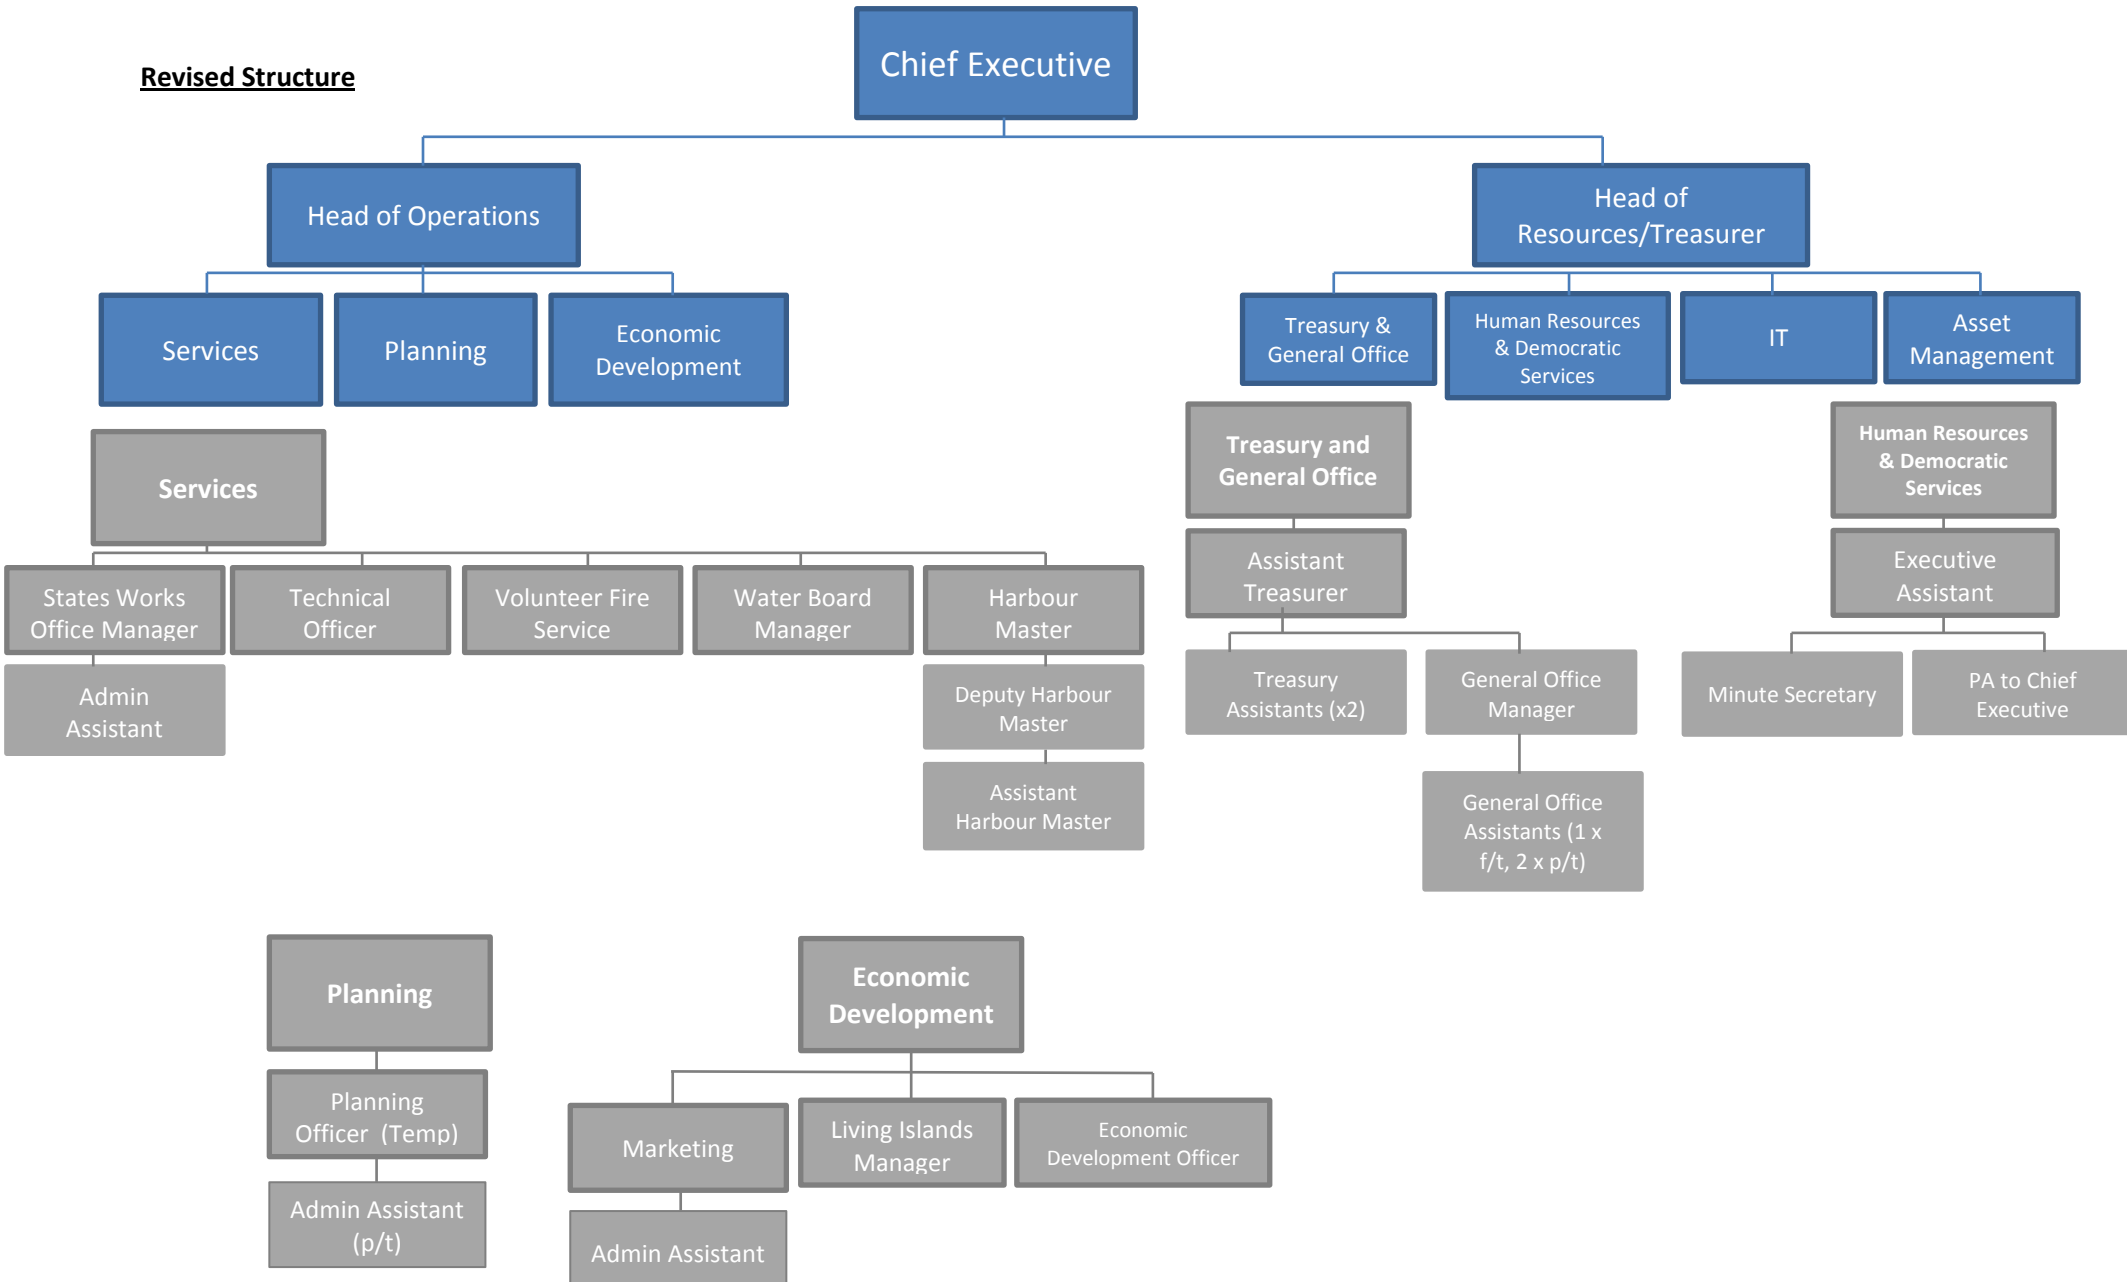 Revised Structure
Chief Executive
Head of Operations
Head of
Resources/Treasurer
Services
Planning
Economic
Development
Treasury &
General Office
Human Resources
& Democratic
Services
IT
Asset
Management
Services
States Works
Office Manager
Technical
Officer
Volunteer Fire
Service
Water Board
Manager
Harbour
Master
Admin
Assistant
Deputy Harbour
Master
Assistant
Harbour Master
Treasury and
General Office
Assistant
Treasurer
Treasury
Assistants (x2)
General Office
Manager
General Office
Assistants (1 x
f/t, 2 x p/t)
Human Resources
& Democratic
Services
Executive
Assistant
Minute Secretary
PA to Chief
Executive
Planning
Planning
Officer  (Temp)
Admin Assistant
(p/t)
Economic
Development
Marketing
Living Islands
Manager
Economic
Development Officer
Admin Assistant